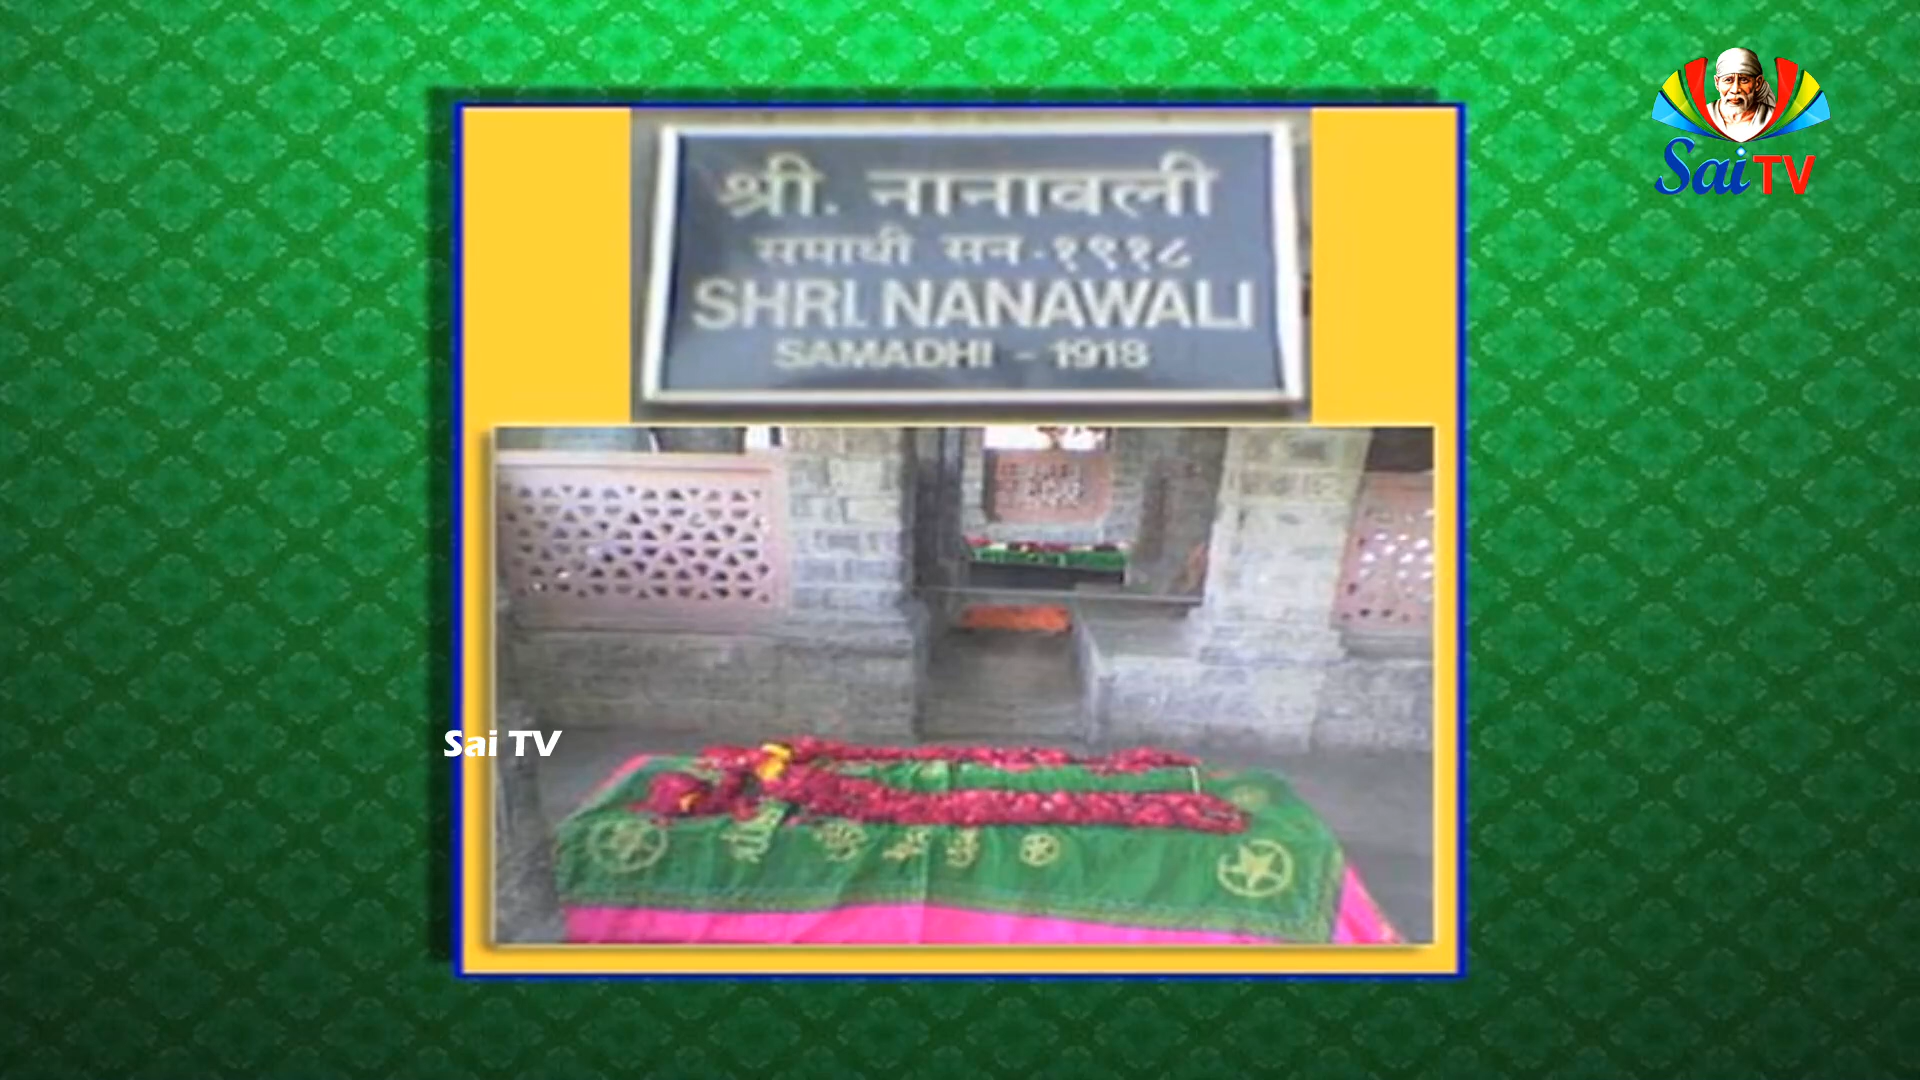 Sai TV
श्री. नानावली
समाधी सन - १९१८
SHRI. NANAWALI
SAMADHI - 1918
Sai TV